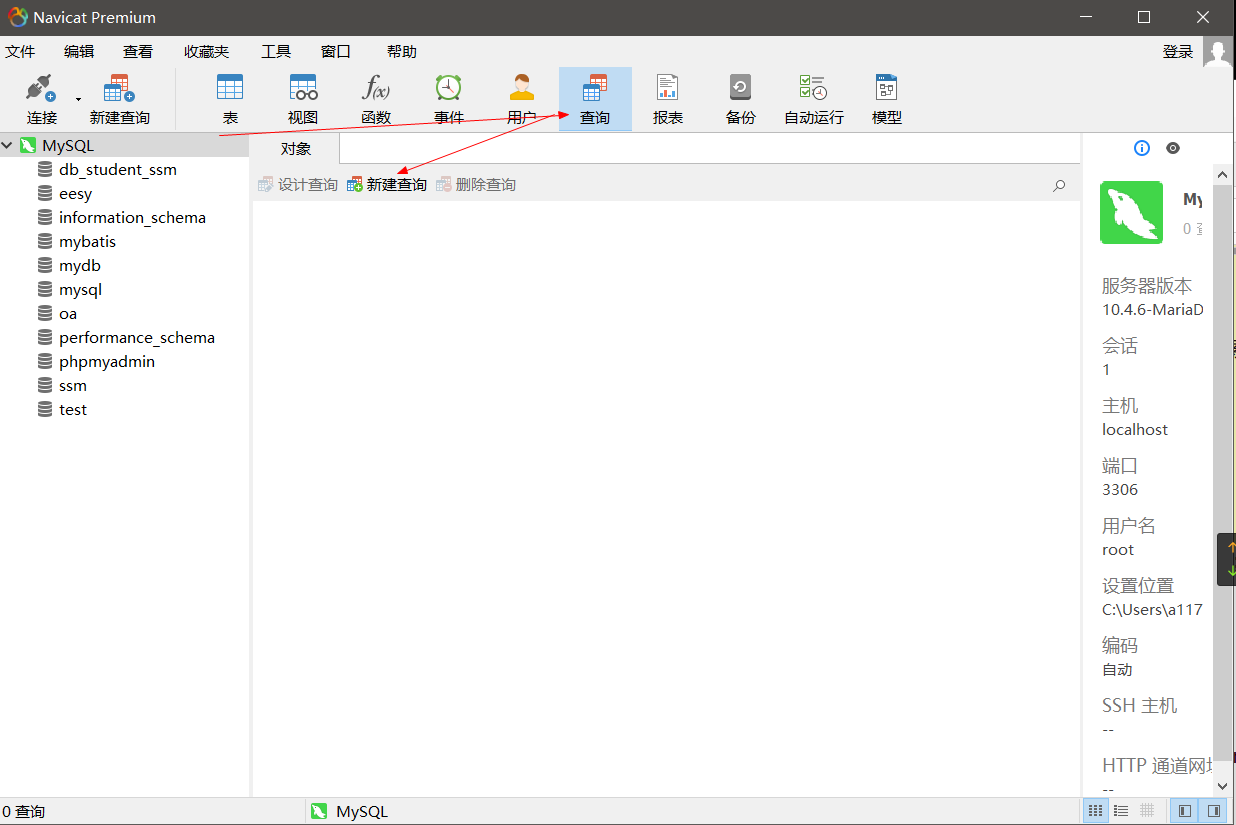 Navicat Premium
文件 编辑 查看 收藏夹 工具 窗口 帮助 登录
连接 新建查询 表 视图 函数 事件 用户 查询 报表 备份 自动运行 模型
f(x)
MySQL
db_student_ssm
eesy
information_schema
mybatis
mydb
mysql
oa
performance_schema
phpmyadmin
ssm
test
对象
设计查询 新建查询 删除查询
My
0 查
服务器版本
10.4.6-MariaD
会话
1
主机
localhost
端口
3306
用户名
root
设置位置
C:\Users\a117
编码
自动
SSH 主机
--
HTTP 通道网址
--
0 查询 MySQL